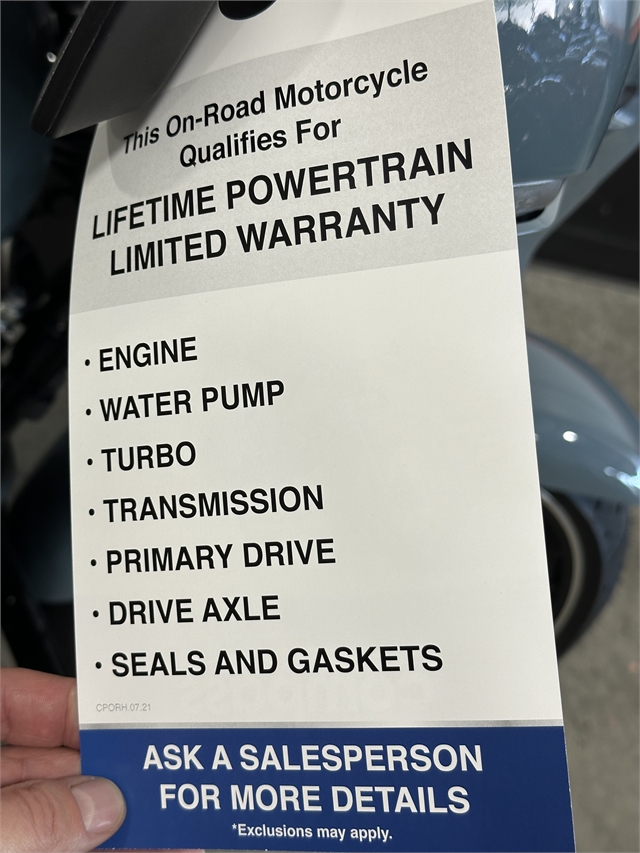 This On-Road Motorcycle
Qualifies For
LIFETIME POWERTRAIN
LIMITED WARRANTY
• ENGINE
• WATER PUMP
• TURBO
• TRANSMISSION
• PRIMARY DRIVE
• DRIVE AXLE
• SEALS AND GASKETS
CPORH.07.21
ASK A SALESPERSON
FOR MORE DETAILS
*Exclusions may apply.